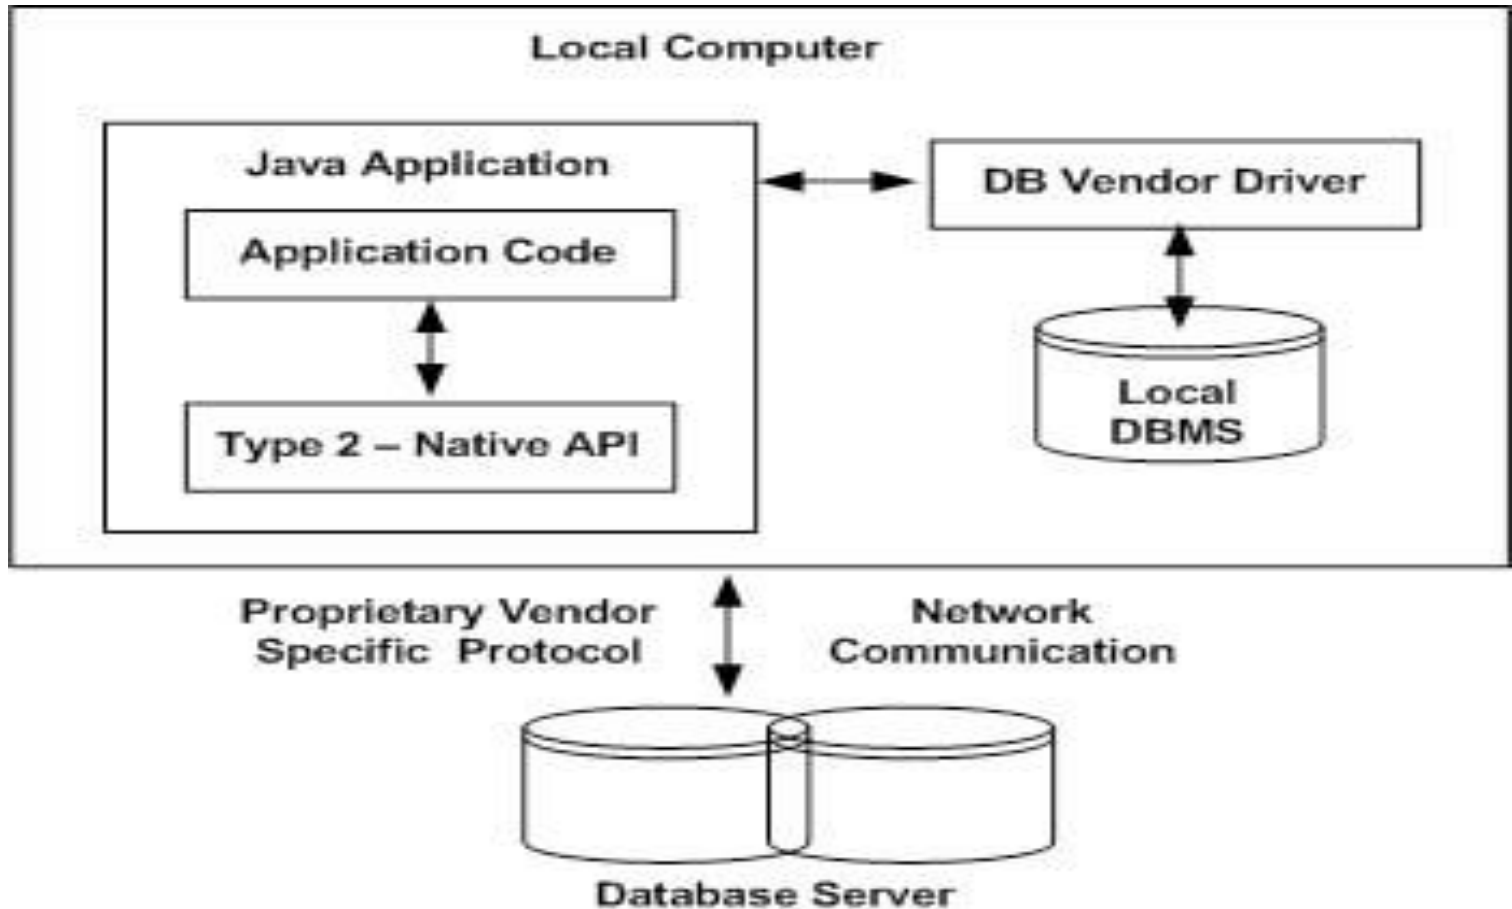 Local Computer
Java Application
Application Code
Type 2 – Native API
DB Vendor Driver
Local
DBMS
Proprietary Vendor
Specific Protocol
Network
Communication
Database Server